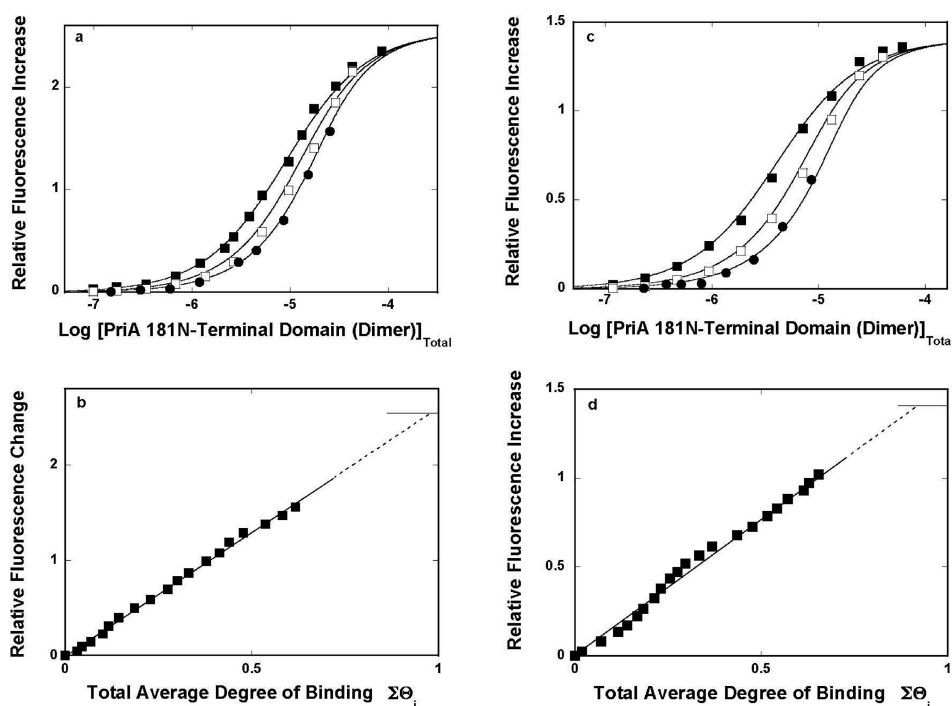 a
Relative Fluorescence Increase
2
1
0
-7
-6
-5
-4
Log [PriA 181N-Terminal Domain (Dimer)]Total
c
Relative Fluorescence Increase
1.5
1
0.5
0
-7
-6
-5
-4
Log [PriA 181N-Terminal Domain (Dimer)]Tota
b
Relative Fluorescence Change
2
1
0
0
0.5
1
Total Average Degree of Binding ΣΘi
d
Relative Fluorescence Increase
1.5
1
0.5
0
0
0.5
1
Total Average Degree of Binding ΣΘi